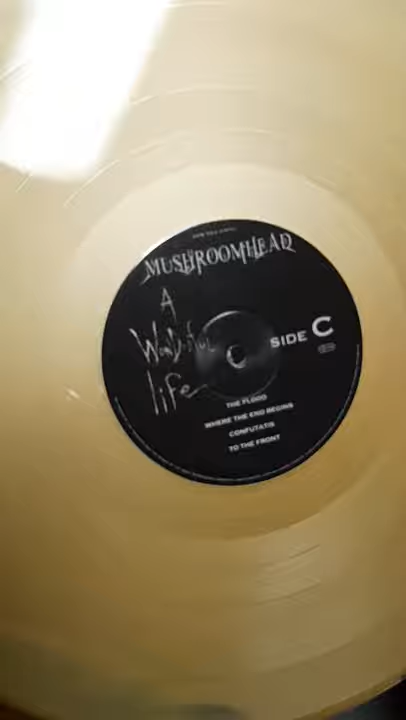 MUSHROOMHEAD
A
Wonderful
life
SIDE C
THE FLOOD
WHERE THE END BEGINS
CONFUTATIS
TO THE FRONT